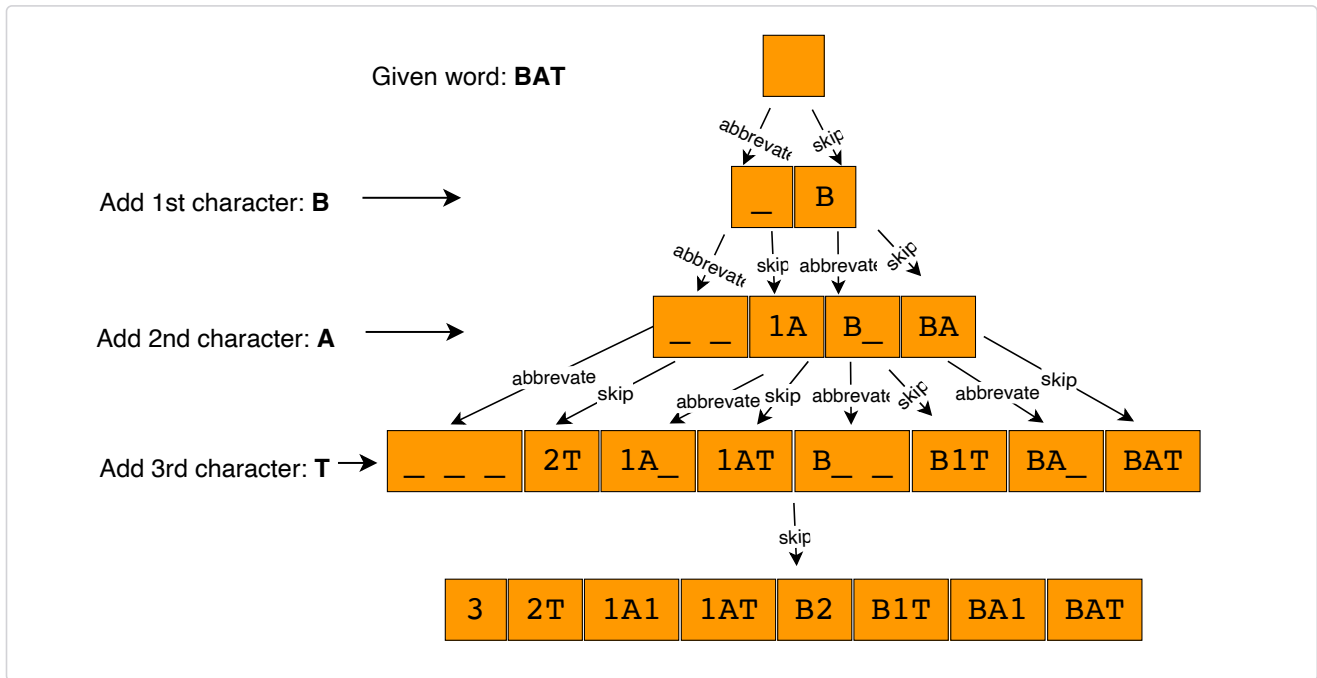 Given word: BAT
abbrevate skip
Add 1st character: B
_ B
abbrevate skip abbrevate skip
Add 2nd character: A
_ _ 1A B_ BA
abbrevate skip abbrevate skip abbrevate skip abbrevate skip
Add 3rd character: T
_ _ _ 2T 1A_ 1AT B_ _ B1T BA_ BAT
skip
3 2T 1A1 1AT B2 B1T BA1 BAT